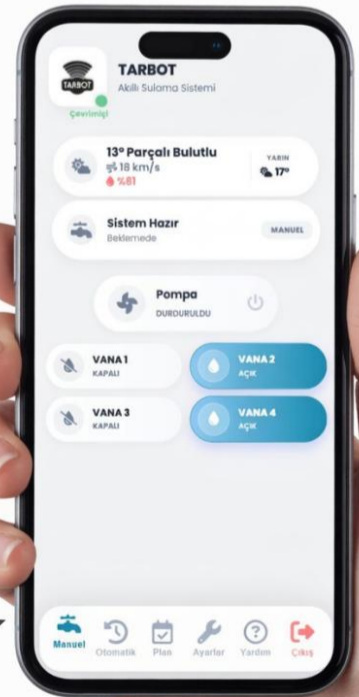 TARBOT
TARBOT
Akıllı Sulama Sistemi
Çevrimiçi
13° Parçalı Bulutlu
18 km/s
%81
YARIN
17°
Sistem Hazır
Beklemede
MANUEL
Pompa
DURDURULDU
VANA 1
KAPALI
VANA 2
AÇIK
VANA 3
KAPALI
VANA 4
AÇIK
Manuel
Otomatik
Plan
Ayarlar
Yardım
Çıkış